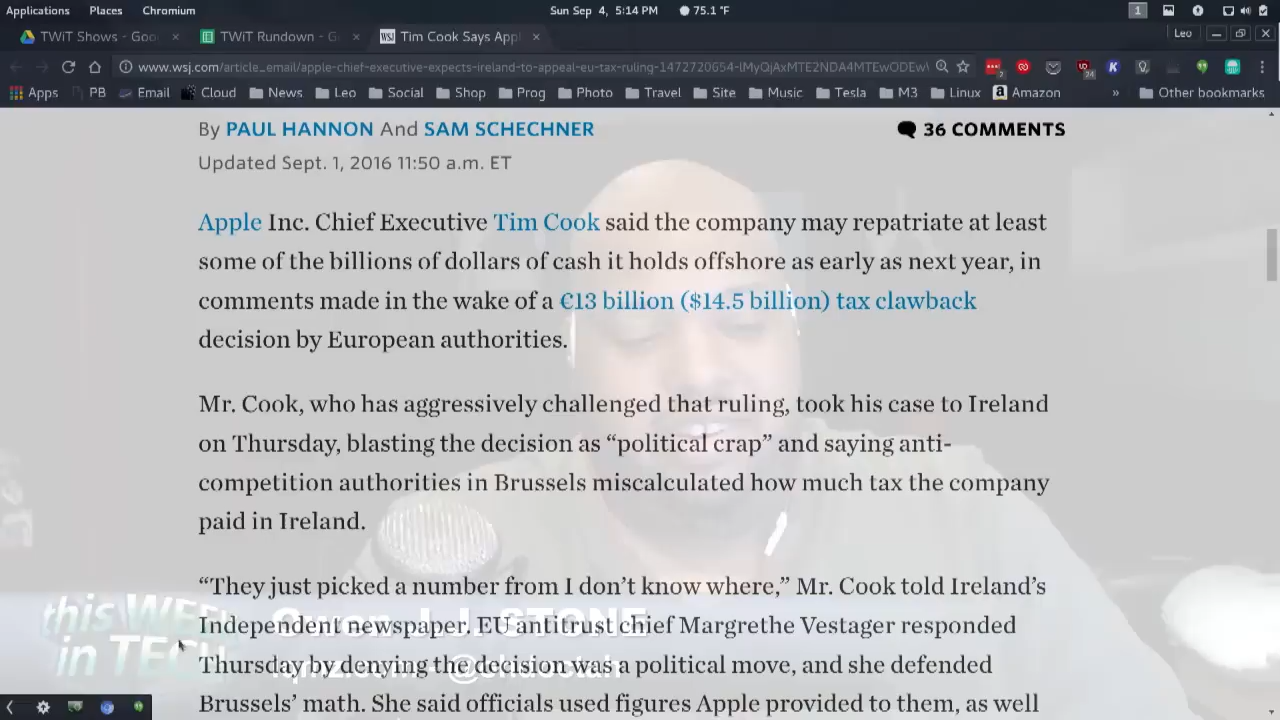 Applications Places Chromium Sun Sep 4, 5:14 PM 75.1 °F 1
TWiT Shows - Goo × TWiT Rundown - G × WSJ Tim Cook Says Appl × Leo
www.wsj.com/article_email/apple-chief-executive-expects-ireland-to-appeal-eu-tax-ruling-1472720654-lMyQjAxMTE2NDA4MTEwODEw
Apps PB Email Cloud News Leo Social Shop Prog Photo Travel Site Music Tesla M3 Linux Amazon » Other bookmarks
By PAUL HANNON And SAM SCHECHNER 36 COMMENTS
Updated Sept. 1, 2016 11:50 a.m. ET
Apple Inc. Chief Executive Tim Cook said the company may repatriate at least
some of the billions of dollars of cash it holds offshore as early as next year, in
comments made in the wake of a €13 billion ($14.5 billion) tax clawback
decision by European authorities.
Mr. Cook, who has aggressively challenged that ruling, took his case to Ireland
on Thursday, blasting the decision as “political crap” and saying anti-
competition authorities in Brussels miscalculated how much tax the company
paid in Ireland.
“They just picked a number from I don’t know where,” Mr. Cook told Ireland’s
Independent newspaper. EU antitrust chief Margrethe Vestager responded
Thursday by denying the decision was a political move, and she defended
Brussels’ math. She said officials used figures Apple provided to them, as well
this WEEK
in TECH
STONE